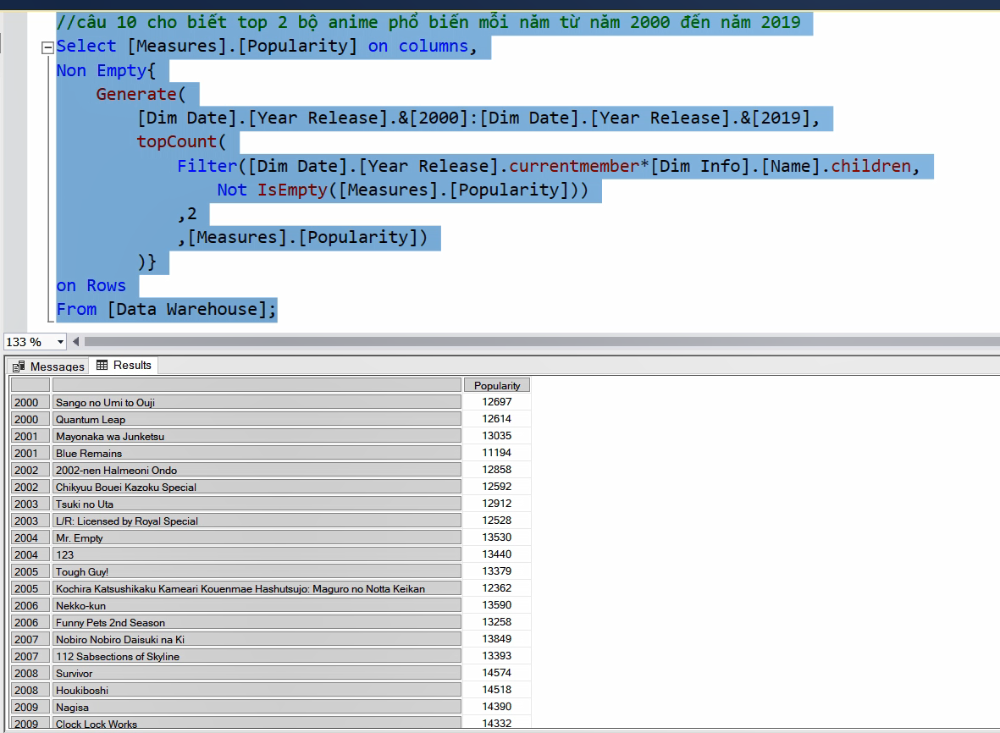 //câu 10 cho biết top 2 bộ anime phổ biến mỗi năm từ năm 2000 đến năm 2019
Select [Measures].[Popularity] on columns,
Non Empty{
Generate(
[Dim Date].[Year Release].&[2000]:[Dim Date].[Year Release].&[2019],
topCount(
Filter([Dim Date].[Year Release].currentmember*[Dim Info].[Name].children,
Not IsEmpty([Measures].[Popularity]))
,2
,[Measures].[Popularity])
)}
on Rows
From [Data Warehouse];
133 %
Messages Results
Popularity
2000 Sango no Umi to Ouji 12697
2000 Quantum Leap 12614
2001 Mayonaka wa Junketsu 13035
2001 Blue Remains 11194
2002 2002-nen Halmeoni Ondo 12858
2002 Chikyuu Bouei Kazoku Special 12592
2003 Tsuki no Uta 12912
2003 L/R: Licensed by Royal Special 12528
2004 Mr. Empty 13530
2004 123 13440
2005 Tough Guy! 13379
2005 Kochira Katsushikaku Kameari Kouenmae Hashutsujo: Maguro no Notta Keikan 12362
2006 Nekko-kun 13590
2006 Funny Pets 2nd Season 13258
2007 Nobiro Nobiro Daisuki na Ki 13849
2007 112 Sabsections of Skyline 13393
2008 Survivor 14574
2008 Houkiboshi 14518
2009 Nagisa 14390
2009 Clock Lock Works 14332